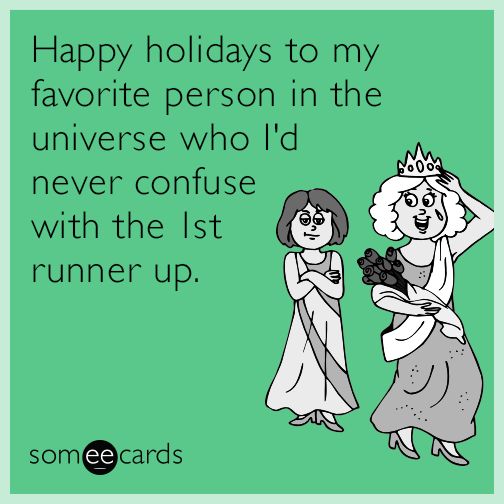 Happy holidays to my
favorite person in the
universe who I'd
never confuse
with the 1st
runner up.
someecards